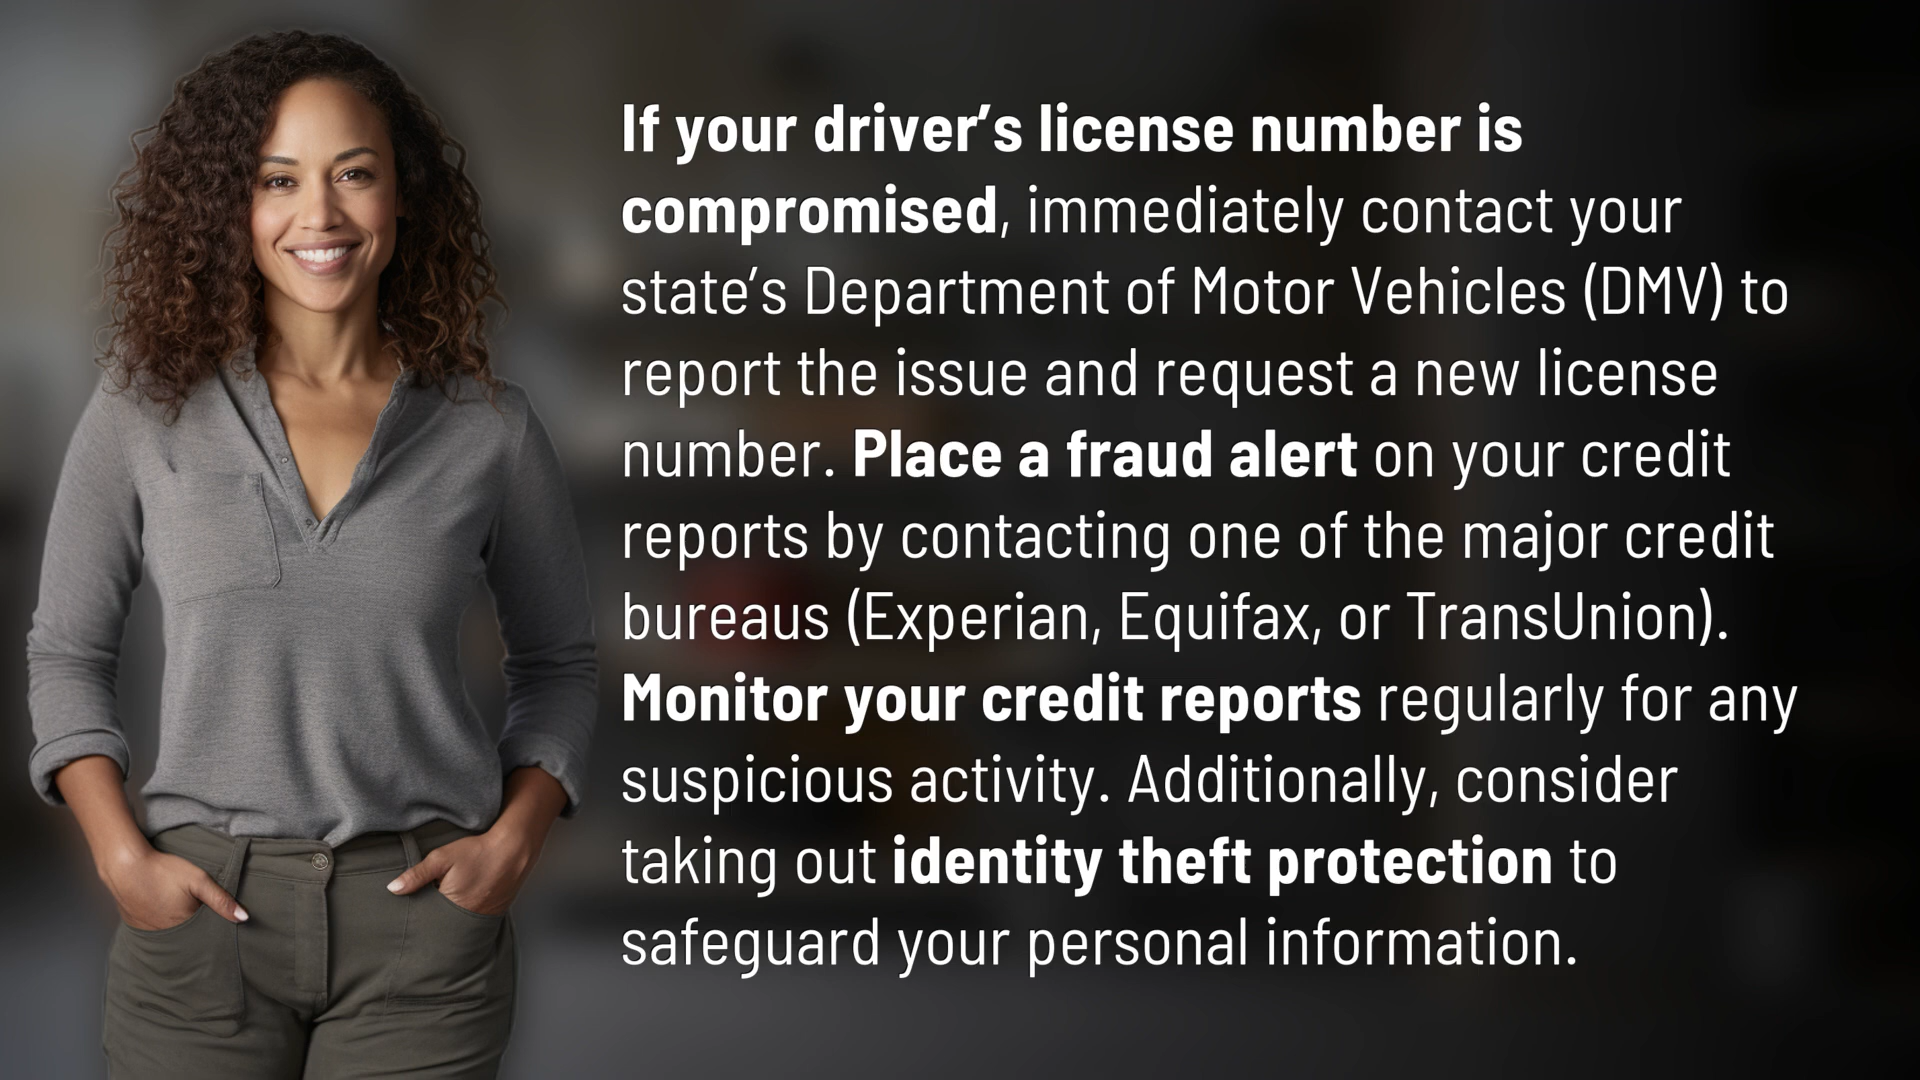 If your driver’s license number is
compromised, immediately contact your
state’s Department of Motor Vehicles (DMV) to
report the issue and request a new license
number. Place a fraud alert on your credit
reports by contacting one of the major credit
bureaus (Experian, Equifax, or TransUnion).
Monitor your credit reports regularly for any
suspicious activity. Additionally, consider
taking out identity theft protection to
safeguard your personal information.